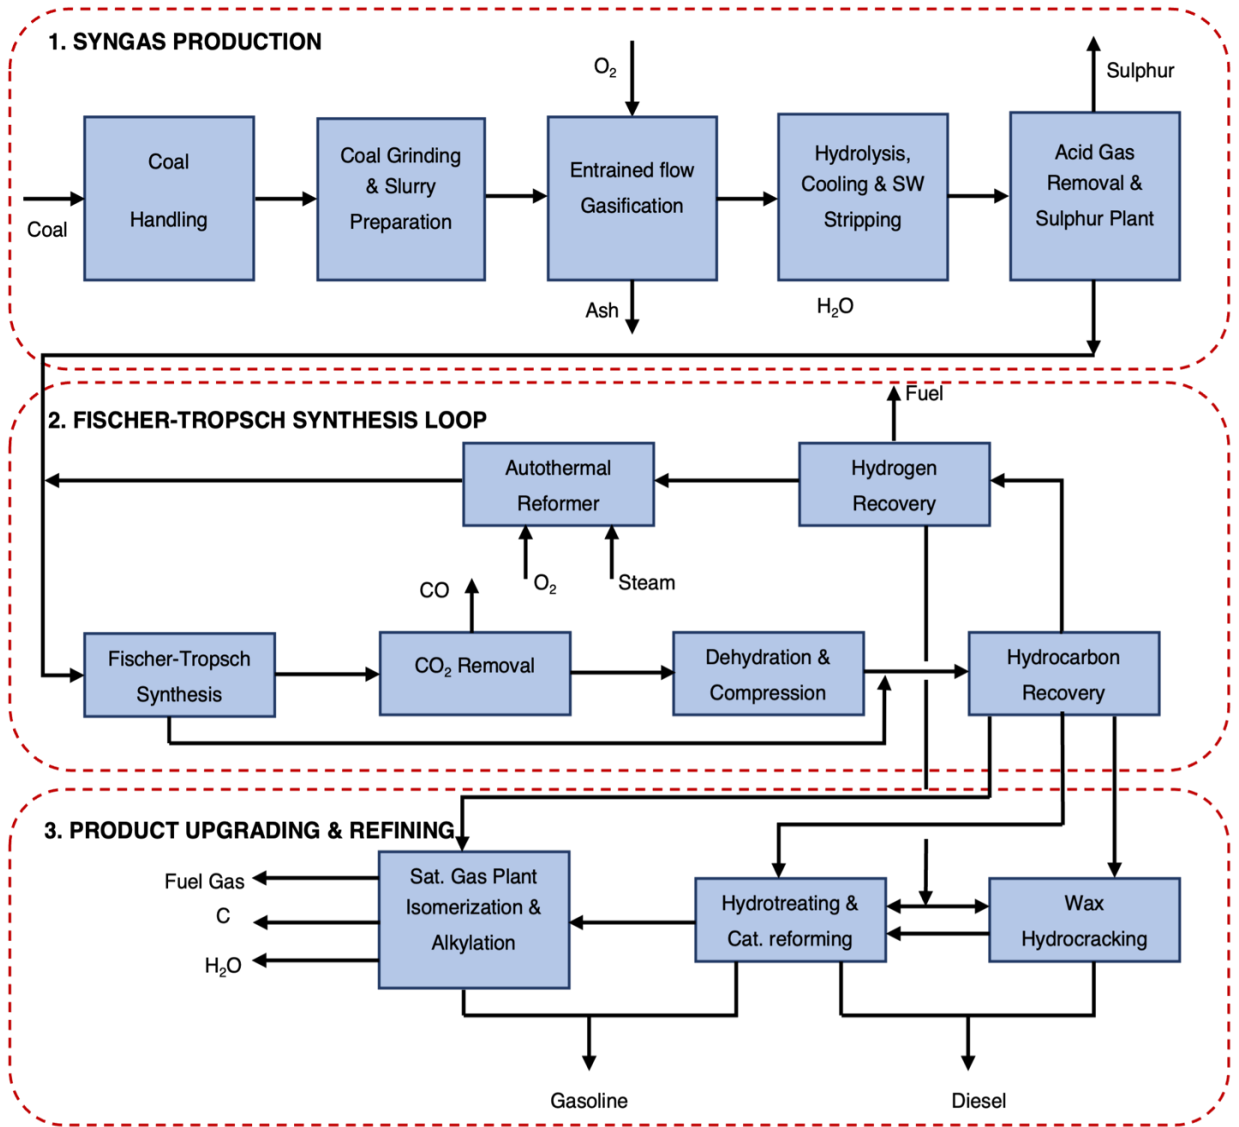 1. SYNGAS PRODUCTION
O₂
Sulphur
Coal
Coal
Handling
Coal Grinding
& Slurry
Preparation
Entrained flow
Gasification
Hydrolysis,
Cooling & SW
Stripping
Acid Gas
Removal &
Sulphur Plant
Ash
H₂O
2. FISCHER-TROPSCH SYNTHESIS LOOP
Fuel
Autothermal
Reformer
Hydrogen
Recovery
CO
O₂
Steam
Fischer-Tropsch
Synthesis
CO₂ Removal
Dehydration &
Compression
Hydrocarbon
Recovery
3. PRODUCT UPGRADING & REFINING
Fuel Gas
C
H₂O
Sat. Gas Plant
Isomerization &
Alkylation
Hydrotreating &
Cat. reforming
Wax
Hydrocracking
Gasoline
Diesel